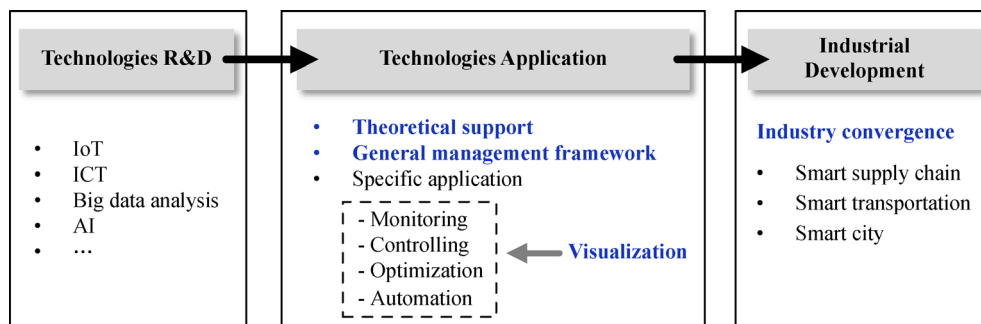 Technologies R&D
• IoT
• ICT
• Big data analysis
• AI
• ...
Technologies Application
• Theoretical support
• General management framework
• Specific application
- Monitoring
- Controlling
- Optimization
- Automation
Visualization
Industrial
Development
Industry convergence
• Smart supply chain
• Smart transportation
• Smart city